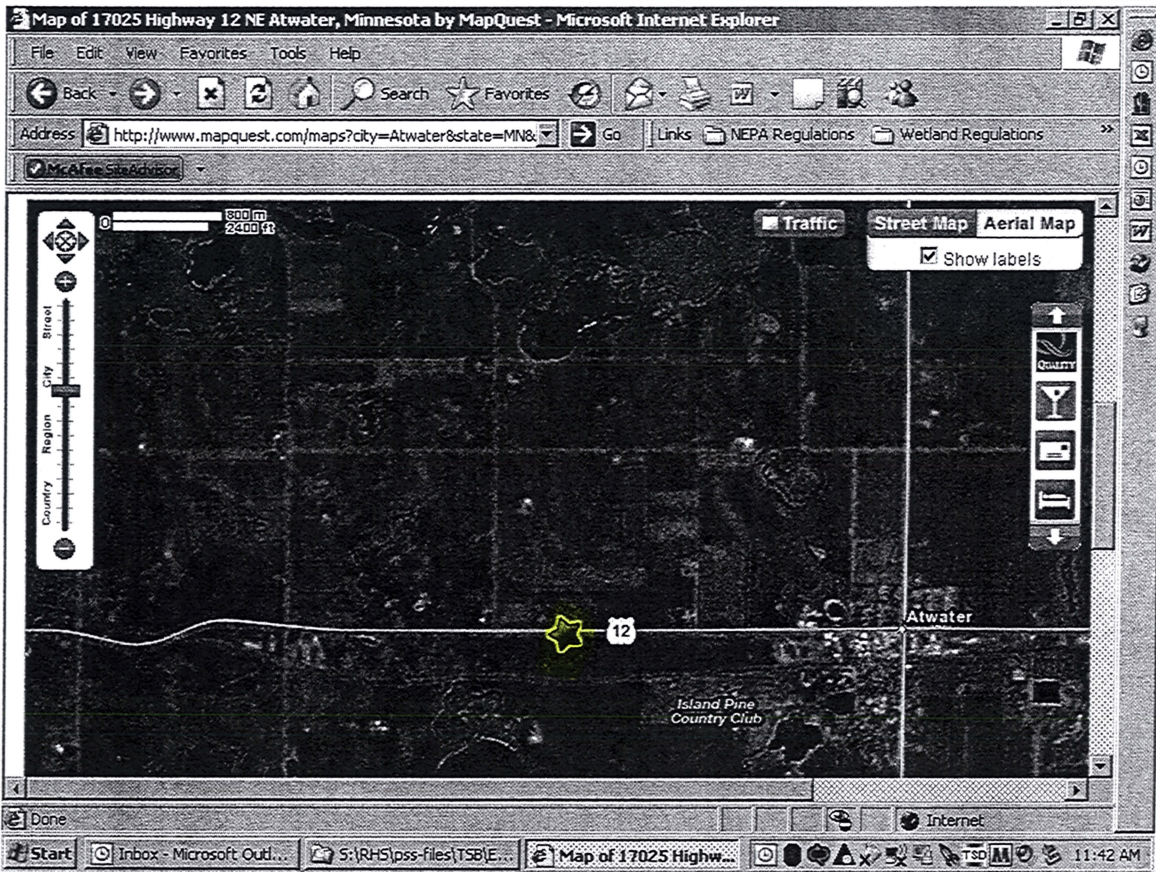 Map of 17025 Highway 12 NE Atwater, Minnesota by MapQuest - Microsoft Internet Explorer
File Edit View Favorites Tools Help
Back Search Favorites
Address http://www.mapquest.com/maps?city=Atwater&state=MN& Go Links NEPA Regulations Wetland Regulations »
McAfee SiteAdvisor
0 800 m
2400 ft
Traffic Street Map Aerial Map
Show labels
Street
City
Region
Country
QUALITY
Atwater
12
Island Pine
Country Club
Done Internet
Start Inbox - Microsoft Outl... S:\RHS\pss-files\TSB\E... Map of 17025 Highw... TSD M 11:42 AM